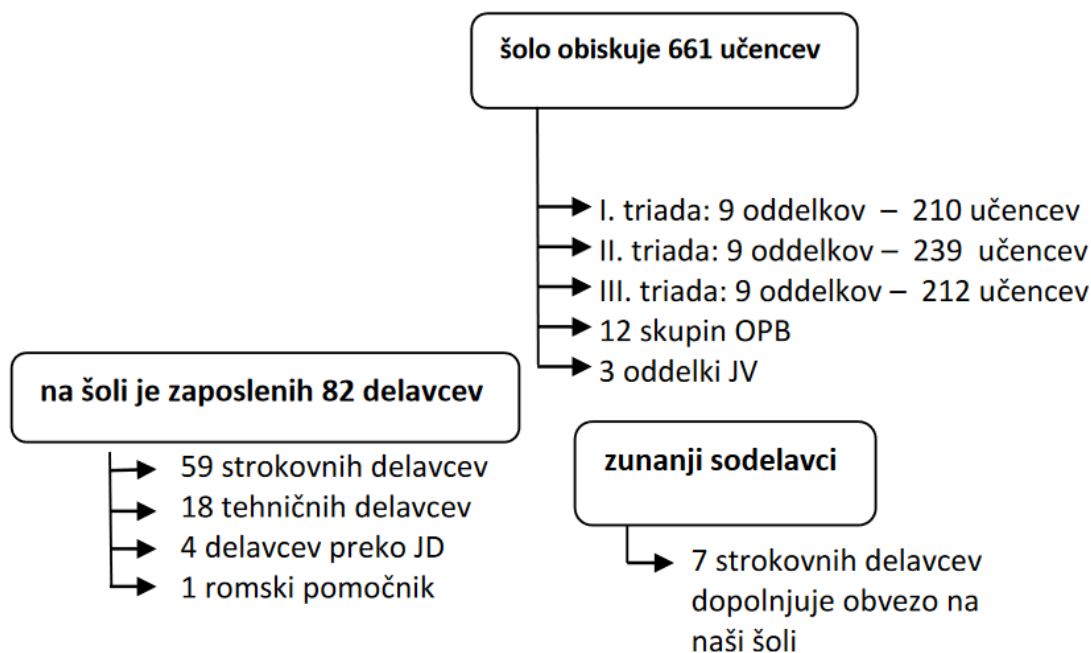 šolo obiskuje 661 učencev
I. triada: 9 oddelkov – 210 učencev
II. triada: 9 oddelkov – 239 učencev
III. triada: 9 oddelkov – 212 učencev
12 skupin OPB
3 oddelki JV
na šoli je zaposlenih 82 delavcev
59 strokovnih delavcev
18 tehničnih delavcev
4 delavcev preko JD
1 romski pomočnik
zunanji sodelavci
7 strokovnih delavcev
dopolnjuje obvezo na
naši šoli